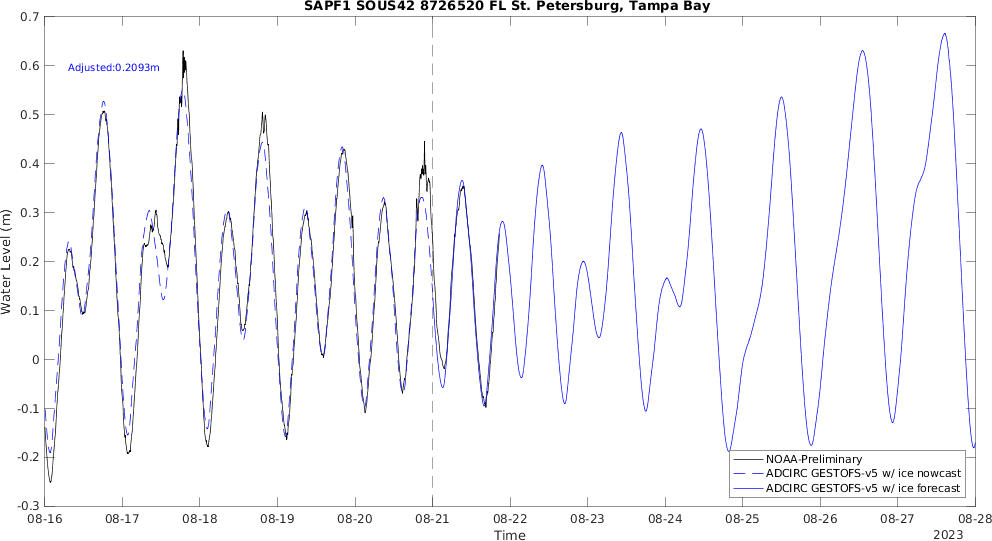 SAPF1 SOUS42 8726520 FL St. Petersburg, Tampa Bay
0.7
0.6
0.5
0.4
0.3
0.2
0.1
0
-0.1
-0.2
-0.3
Water Level (m)
Adjusted:0.2093m
NOAA-Preliminary
ADCIRC GESTOFS-v5 w/ ice nowcast
ADCIRC GESTOFS-v5 w/ ice forecast
08-16 08-17 08-18 08-19 08-20 08-21 08-22 08-23 08-24 08-25 08-26 08-27 08-28
Time
2023